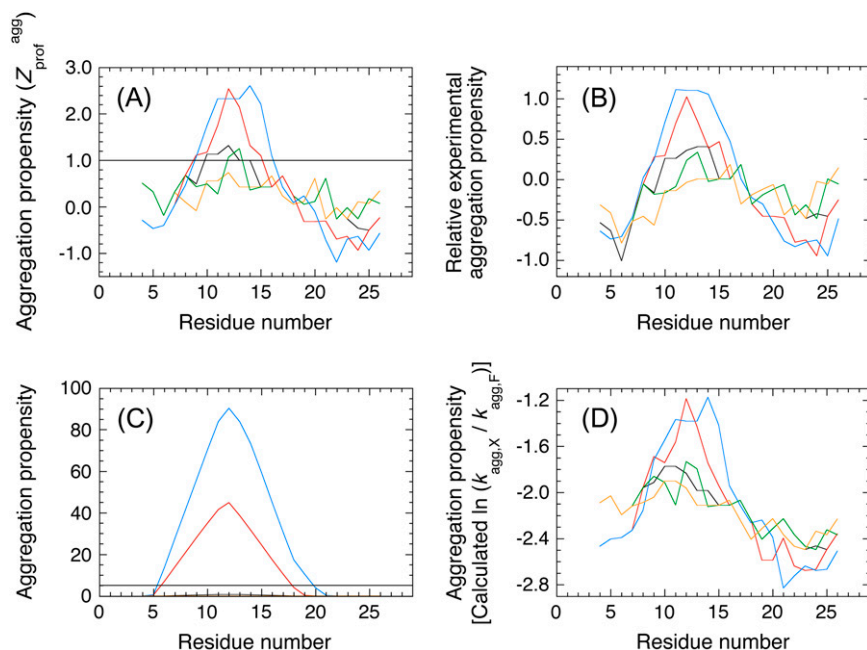 Aggregation propensity (Z prof agg)
3.0
2.0
1.0
0.0
-1.0
(A)
0 5 10 15 20 25
Residue number
Relative experimental
aggregation propensity
1.0
0.5
0.0
-0.5
-1.0
(B)
0 5 10 15 20 25
Residue number
Aggregation propensity
100
80
60
40
20
0
(C)
0 5 10 15 20 25
Residue number
Aggregation propensity
[Calculated ln (k agg,X / k agg,F)]
-1.2
-1.6
-2.0
-2.4
-2.8
(D)
0 5 10 15 20 25
Residue number